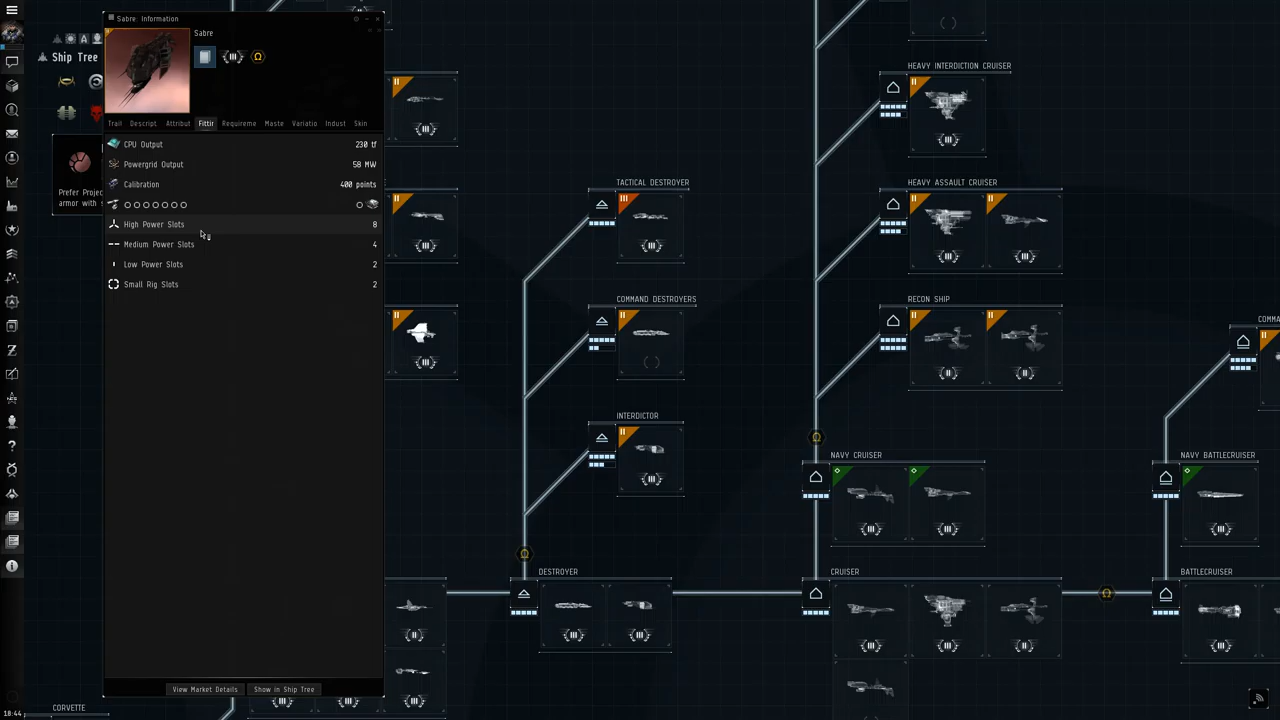 Sabre: Information
Sabre
Trail Descript Attribut Fittir Requireme Maste Variatio Indust Skin
CPU Output 230 tf
Powergrid Output 58 MW
Calibration 400 points
High Power Slots 8
Medium Power Slots 4
Low Power Slots 2
Small Rig Slots 2
View Market Details Show in Ship Tree
Ship Tree
Prefer Project
armor with s
HEAVY INTERDICTION CRUISER
TACTICAL DESTROYER
HEAVY ASSAULT CRUISER
COMMAND DESTROYERS
RECON SHIP
COMMA
INTERDICTOR
NAVY CRUISER
NAVY BATTLECRUISER
DESTROYER
CRUISER
BATTLECRUISER
CORVETTE
18:44